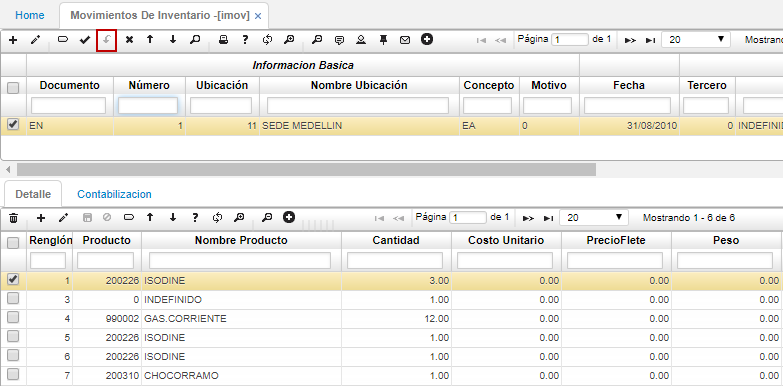 Home Movimientos De Inventario -[imov] ×
Página 1 de 1 20 Mostrando
Informacion Basica
Documento Número Ubicación Nombre Ubicación Concepto Motivo Fecha Tercero
EN 1 11 SEDE MEDELLIN EA 0 31/08/2010 0 INDEFINID
Detalle Contabilizacion
Página 1 de 1 20 Mostrando 1 - 6 de 6
Renglón Producto Nombre Producto Cantidad Costo Unitario PrecioFlete Peso
1 200226 ISODINE 3.00 0.00 0.00 0.00
3 0 INDEFINIDO 1.00 0.00 0.00 0.00
4 990002 GAS.CORRIENTE 12.00 0.00 0.00 0.00
5 200226 ISODINE 1.00 0.00 0.00 0.00
6 200226 ISODINE 1.00 0.00 0.00 0.00
7 200310 CHOCORRAMO 1.00 0.00 0.00 0.00